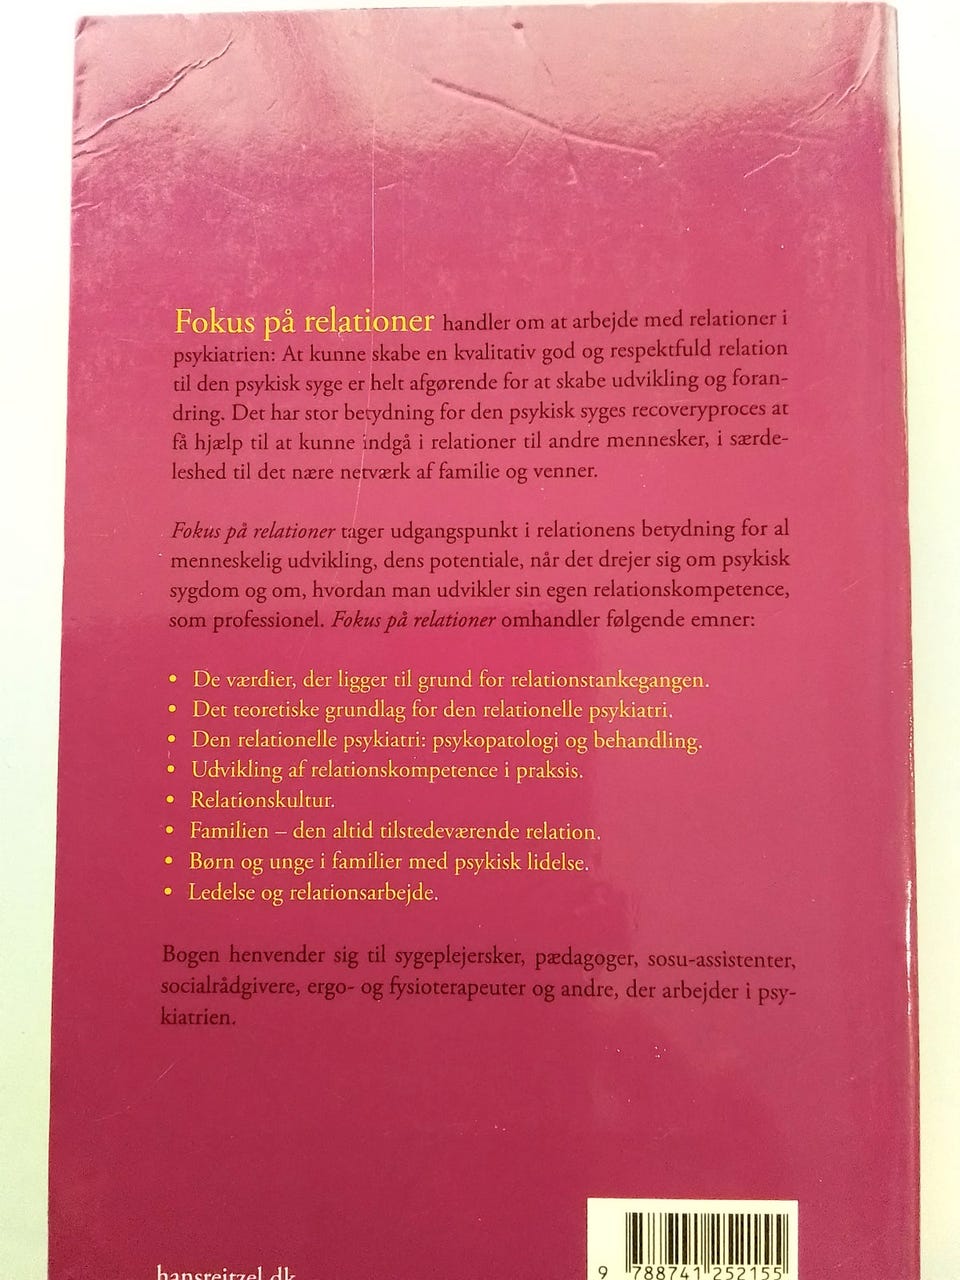 Fokus på relationer handler om at arbejde med relationer i
psykiatrien: At kunne skabe en kvalitativ god og respektfuld relation
til den psykisk syge er helt afgørende for at skabe udvikling og foran-
dring. Det har stor betydning for den psykisk syges recoveryproces at
få hjælp til at kunne indgå i relationer til andre mennesker, i særde-
leshed til det nære netværk af familie og venner.
Fokus på relationer tager udgangspunkt i relationens betydning for al
menneskelig udvikling, dens potentiale, når det drejer sig om psykisk
sygdom og om, hvordan man udvikler sin egen relationskompetence,
som professionel. Fokus på relationer omhandler følgende emner:
• De værdier, der ligger til grund for relationstankegangen.
• Det teoretiske grundlag for den relationelle psykiatri.
• Den relationelle psykiatri: psykopatologi og behandling.
• Udvikling af relationskompetence i praksis.
• Relationskultur.
• Familien – den altid tilstedeværende relation.
• Børn og unge i familier med psykisk lidelse.
• Ledelse og relationsarbejde.
Bogen henvender sig til sygeplejersker, pædagoger, sosu-assistenter,
socialrådgivere, ergo- og fysioterapeuter og andre, der arbejder i psy-
kiatrien.
hansreitzel.dk
9 788741 252155